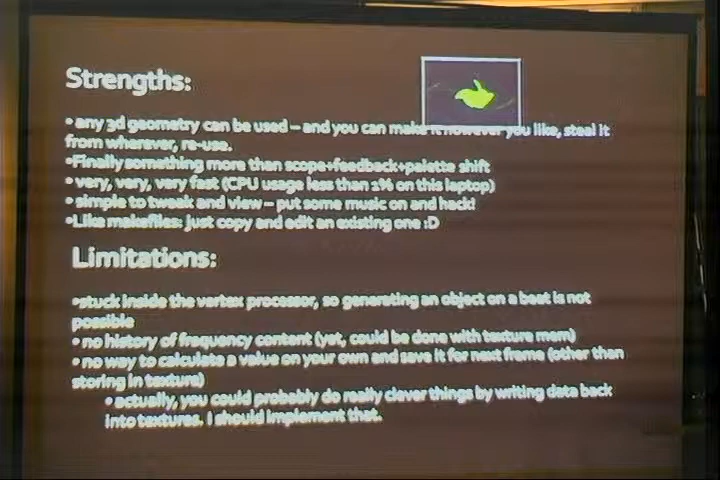 Strengths:
• any 3d geometry can be used – and you can make it however you like, steal it
from wherever, re-use.
•Finally something more than scope+feedback+palette shift
• very, very, very fast (CPU usage less than 1% on this laptop)
• simple to tweak and view – put some music on and hack!
•Like makefiles: just copy and edit an existing one :D
Limitations:
•stuck inside the vertex processor, so generating an object on a beat is not
possible
• no history of frequency content (yet, could be done with texture mem)
• no way to calculate a value on your own and save it for next frame (other than
storing in texture)
• actually, you could probably do really clever things by writing data back
into textures. I should implement that.